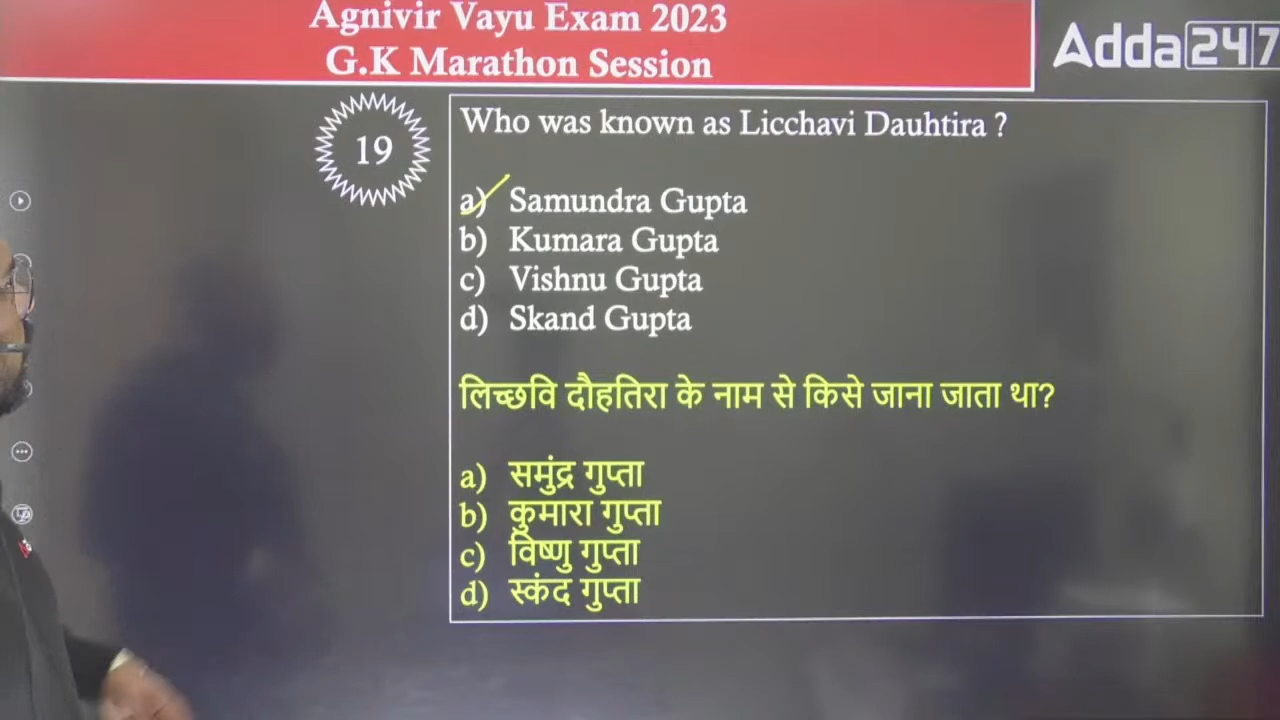 Agnivir Vayu Exam 2023
G.K Marathon Session
Adda247
19
Who was known as Licchavi Dauhtira ?
a) Samundra Gupta
b) Kumara Gupta
c) Vishnu Gupta
d) Skand Gupta
लिच्छवि दौहतिरा के नाम से किसे जाना जाता था?
a) समुंद्र गुप्ता
b) कुमारा गुप्ता
c) विष्णु गुप्ता
d) स्कंद गुप्ता